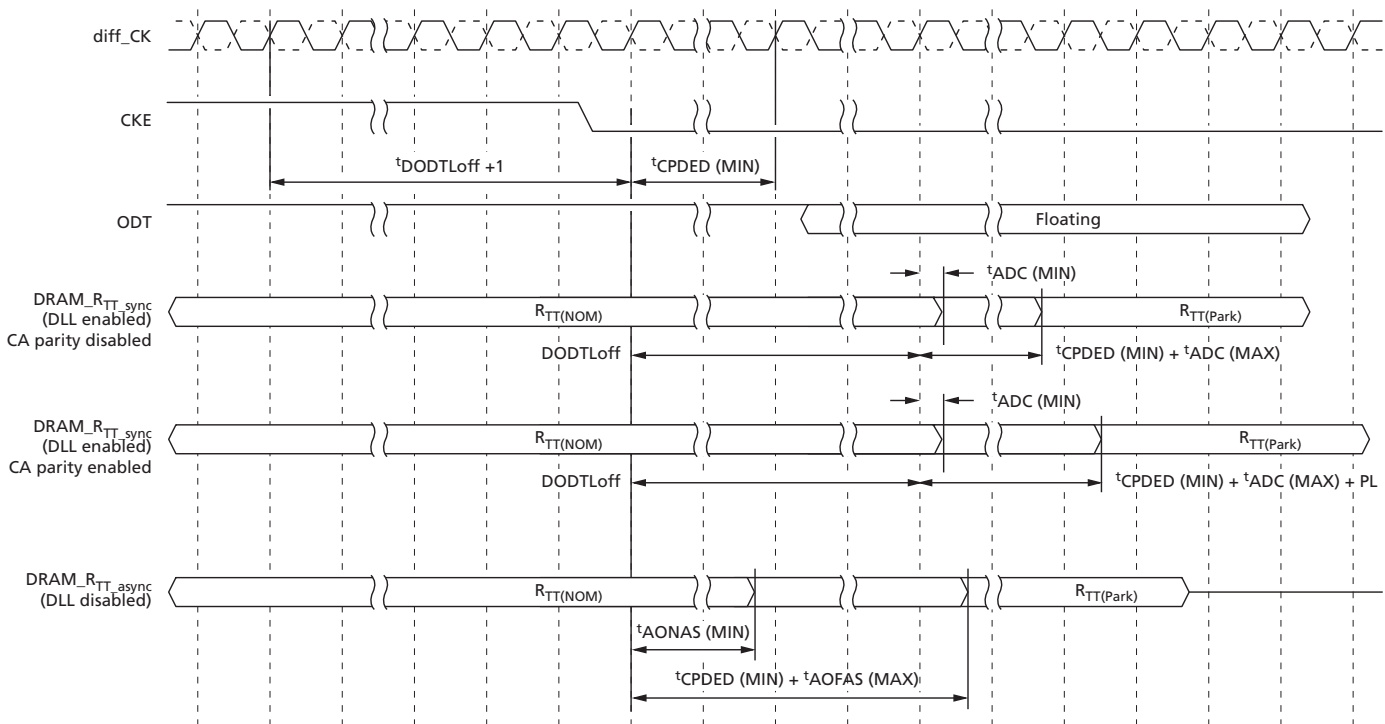 diff_CK
CKE
tDODTLoff +1
tCPDED (MIN)
ODT
Floating
tADC (MIN)
DRAM_RTT_sync
(DLL enabled)
CA parity disabled
RTT(NOM)
RTT(Park)
DODTLoff
tCPDED (MIN) + tADC (MAX)
tADC (MIN)
DRAM_RTT_sync
(DLL enabled)
CA parity enabled
RTT(NOM)
RTT(Park)
DODTLoff
tCPDED (MIN) + tADC (MAX) + PL
DRAM_RTT_async
(DLL disabled)
RTT(NOM)
RTT(Park)
tAONAS (MIN)
tCPDED (MIN) + tAOFAS (MAX)